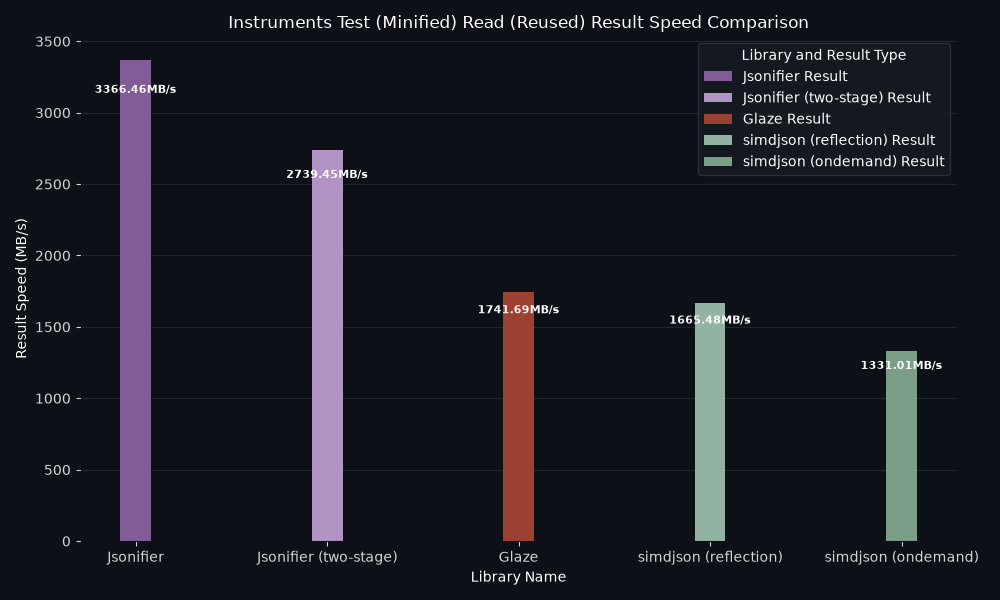 Instruments Test (Minified) Read (Reused) Result Speed Comparison
Library and Result Type
Jsonifier Result
Jsonifier (two-stage) Result
Glaze Result
simdjson (reflection) Result
simdjson (ondemand) Result
Result Speed (MB/s)
3500
3000
2500
2000
1500
1000
500
0
3366.46MB/s
2739.45MB/s
1741.69MB/s
1665.48MB/s
1331.01MB/s
Jsonifier
Jsonifier (two-stage)
Glaze
simdjson (reflection)
simdjson (ondemand)
Library Name